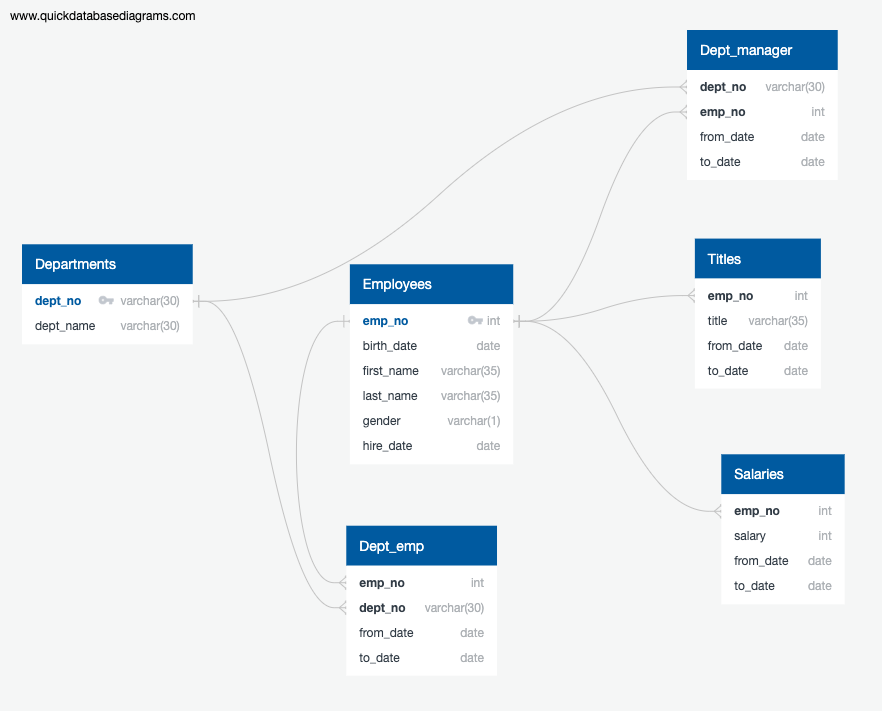 www.quickdatabasediagrams.com
Dept_manager
dept_no varchar(30)
emp_no int
from_date date
to_date date
Departments
dept_no varchar(30)
dept_name varchar(30)
Employees
emp_no int
birth_date date
first_name varchar(35)
last_name varchar(35)
gender varchar(1)
hire_date date
Titles
emp_no int
title varchar(35)
from_date date
to_date date
Salaries
emp_no int
salary int
from_date date
to_date date
Dept_emp
emp_no int
dept_no varchar(30)
from_date date
to_date date